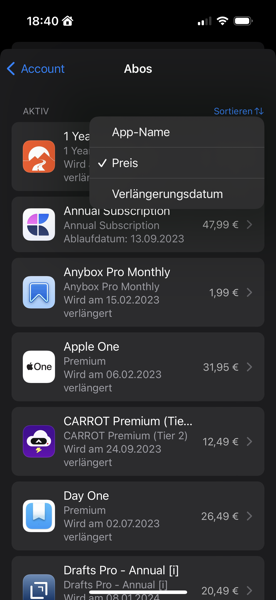 18:40
Account
Abos
AKTIV
Sortieren
App-Name
Preis
Verlängerungsdatum
1 Yea
1 Yea
Wird
verlän
Annual Subscription
Annual Subscription
47,99 €
Ablaufdatum: 13.09.2023
Anybox Pro Monthly
Anybox Pro Monthly
1,99 €
Wird am 15.02.2023
verlängert
Apple One
Premium
31,95 €
Wird am 06.02.2023
verlängert
One
CARROT Premium (Tie...
CARROT Premium (Tier 2)
12,49 €
Wird am 24.09.2023
verlängert
Day One
Premium
26,49 €
Wird am 02.07.2023
verlängert
Drafts Pro - Annual [i]
Drafts Pro - Annual [i]
20,49 €
Wird am 08.01.2024